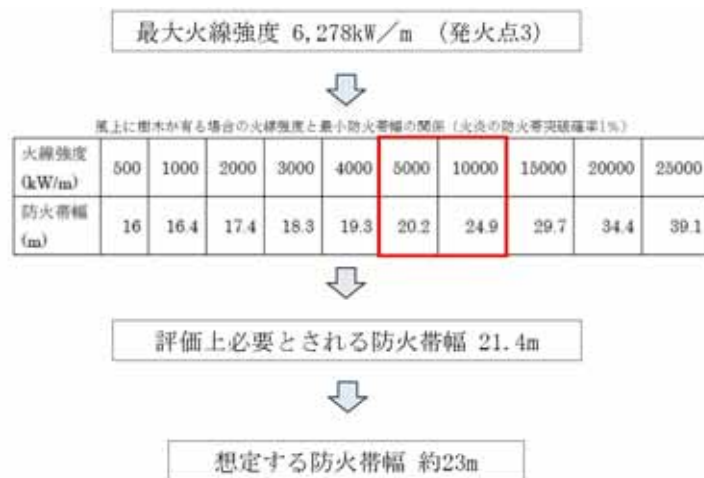 最大火線強度 6,278kW/m (発火点3)
風上に樹木が有る場合の火線強度と最小防火帯幅の関係（火炎の防火帯突破確率1%）
火線強度(kW/m) 500 1000 2000 3000 4000 5000 10000 15000 20000 25000
防火帯幅(m) 16 16.4 17.4 18.3 19.3 20.2 24.9 29.7 34.4 39.1
評価上必要とされる防火帯幅 21.4m
想定する防火帯幅 約23m